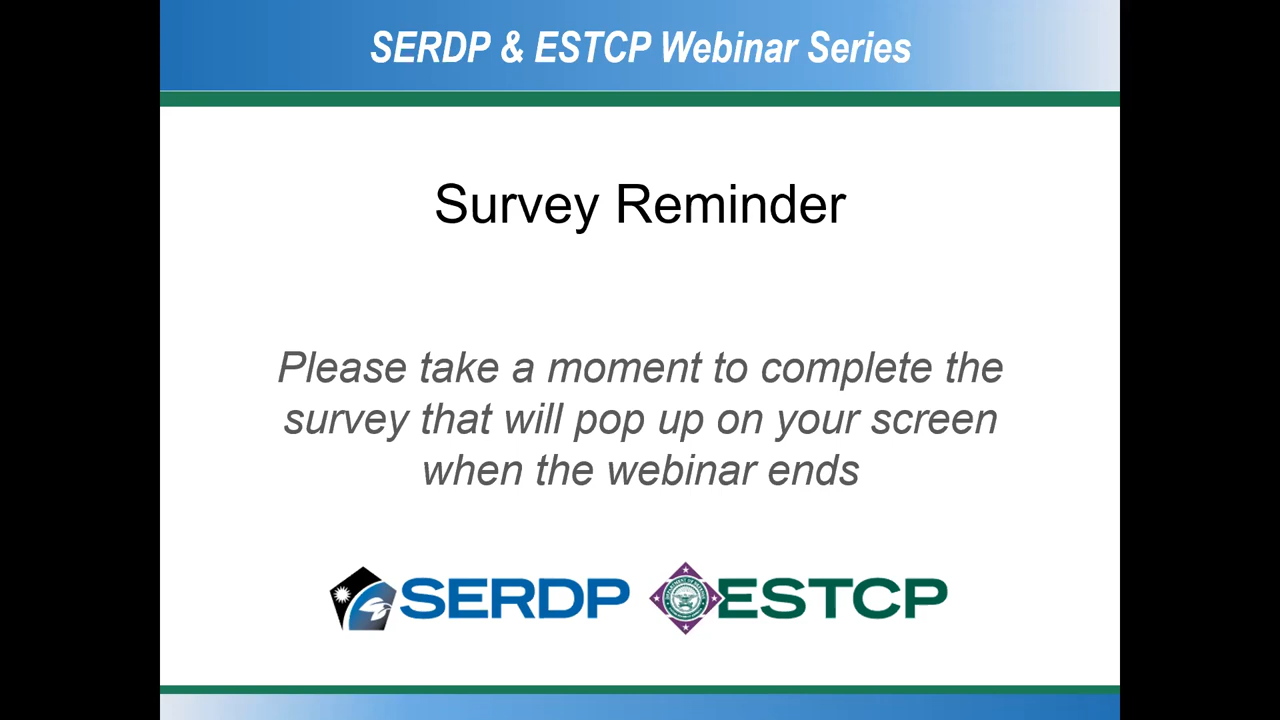 SERDP & ESTCP Webinar Series
Survey Reminder
Please take a moment to complete the
survey that will pop up on your screen
when the webinar ends
SERDP ESTCP